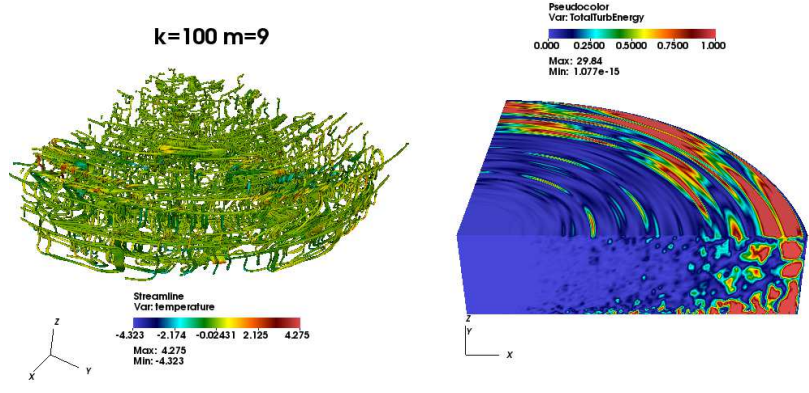 k=100 m=9
Streamline
Var: temperature
-4.323 -2.174 -0.02431 2.125 4.275
Max: 4.275
Min: -4.323
Z
X
Y
Pseudocolor
Var: TotalTurbEnergy
0.000 0.2500 0.5000 0.7500 1.000
Max: 29.84
Min: 1.077e-15
Z
Y
X